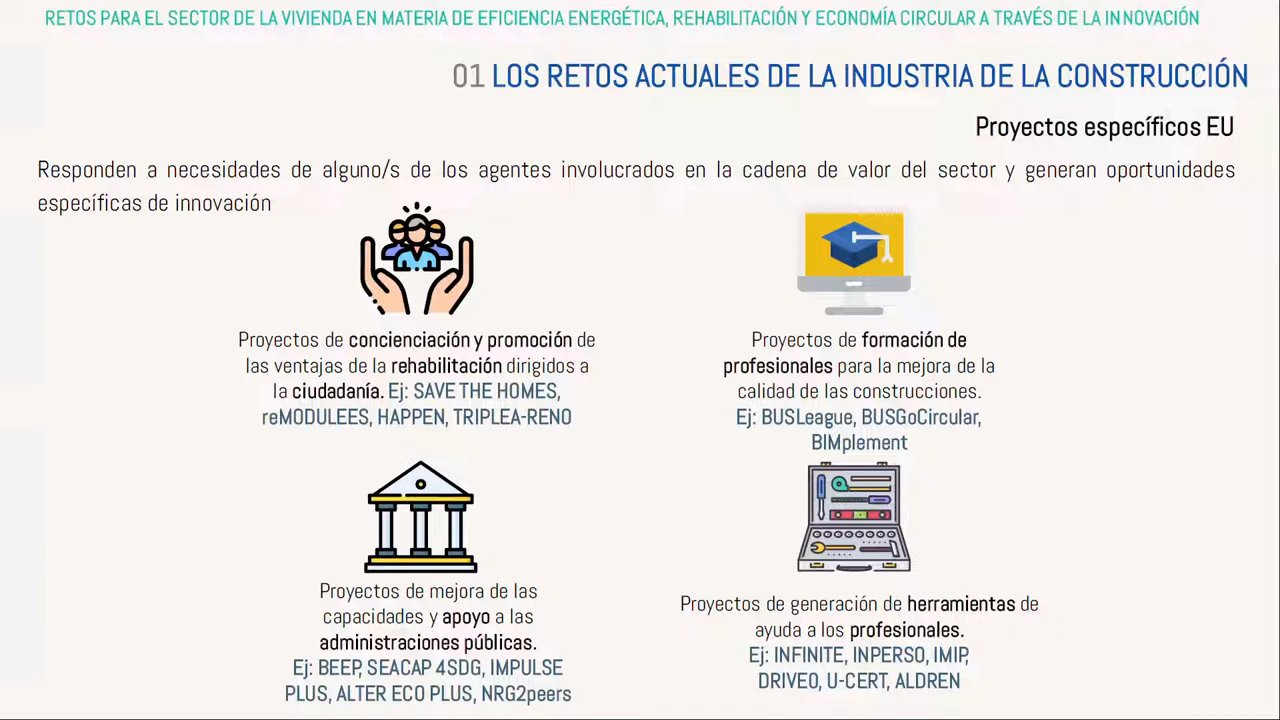 RETOS PARA EL SECTOR DE LA VIVIENDA EN MATERIA DE EFICIENCIA ENERGÉTICA, REHABILITACIÓN Y ECONOMÍA CIRCULAR A TRAVÉS DE LA INNOVACIÓN
01 LOS RETOS ACTUALES DE LA INDUSTRIA DE LA CONSTRUCCIÓN
Proyectos específicos EU
Responden a necesidades de alguno/s de los agentes involucrados en la cadena de valor del sector y generan oportunidades
específicas de innovación
Proyectos de concienciación y promoción de
las ventajas de la rehabilitación dirigidos a
la ciudadanía. Ej: SAVE THE HOMES,
reMODULEES, HAPPEN, TRIPLEA-RENO
Proyectos de formación de
profesionales para la mejora de la
calidad de las construcciones.
Ej: BUSLeague, BUSGoCircular,
BIMplement
Proyectos de mejora de las
capacidades y apoyo a las
administraciones públicas.
Ej: BEEP, SEACAP 4SDG, IMPULSE
PLUS, ALTER ECO PLUS, NRG2peers
Proyectos de generación de herramientas de
ayuda a los profesionales.
Ej: INFINITE, INPERSO, IMIP,
DRIVE0, U-CERT, ALDREN